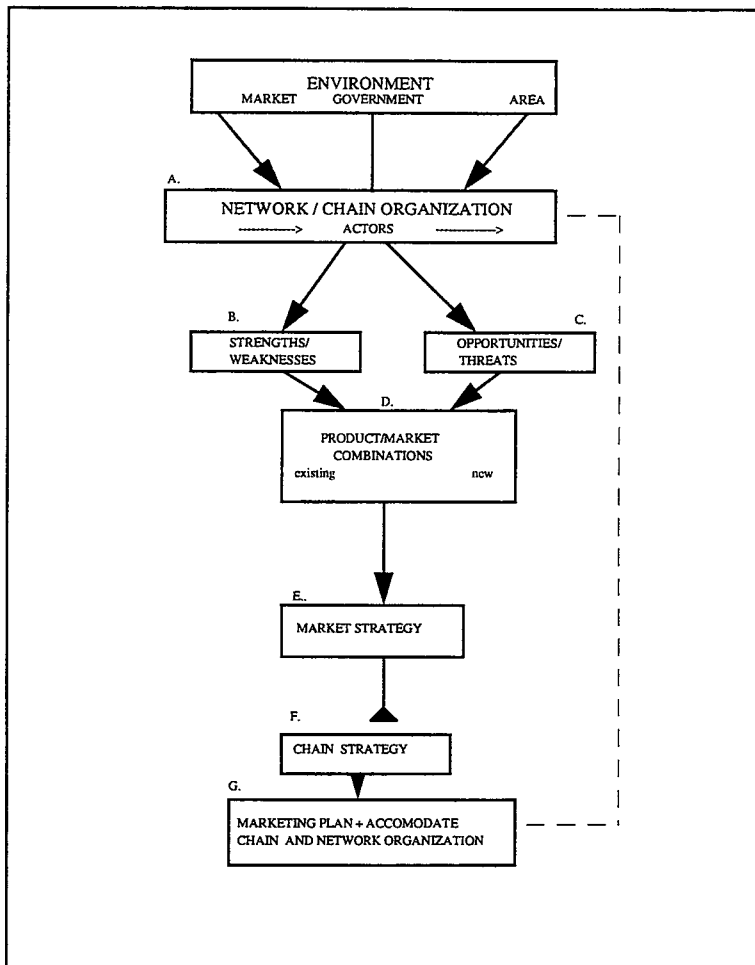 ENVIRONMENT
MARKET GOVERNMENT AREA
A.
NETWORK / CHAIN ORGANIZATION
------------> ACTORS ------------>
B.
C.
STRENGTHS/
WEAKNESSES
OPPORTUNITIES/
THREATS
D.
PRODUCT/MARKET
COMBINATIONS
existing new
E..
MARKET STRATEGY
F.
CHAIN STRATEGY
G.
MARKETING PLAN + ACCOMODATE
CHAIN AND NETWORK ORGANIZATION